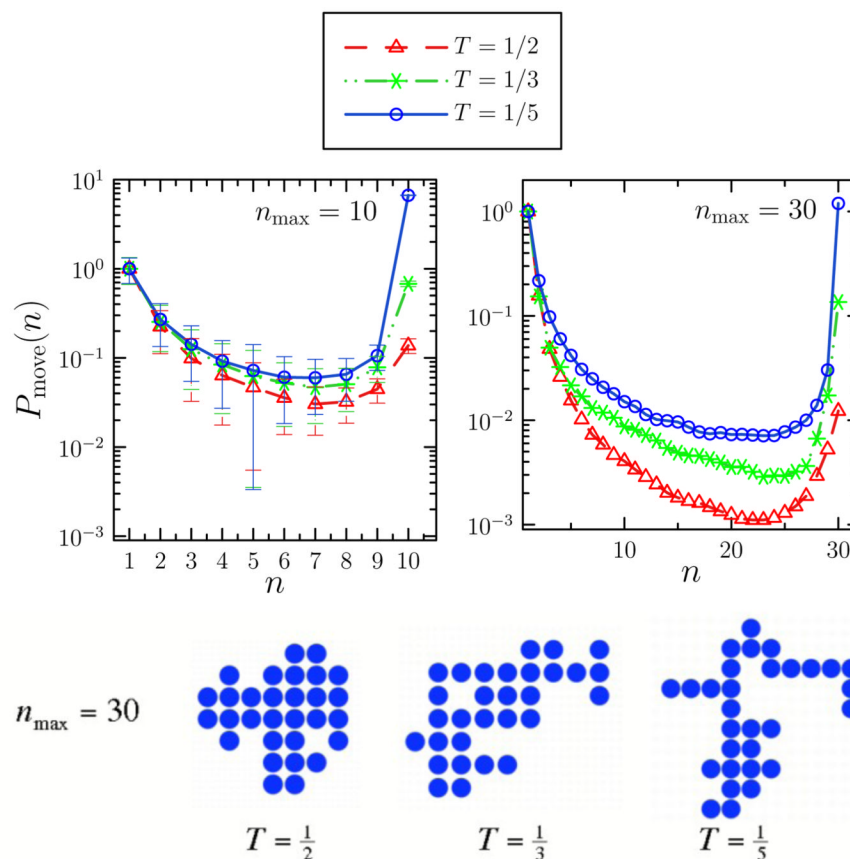 T = 1/2
T = 1/3
T = 1/5
P_move(n)
10^1
10^0
10^-1
10^-2
10^-3
n_max = 10
1 2 3 4 5 6 7 8 9 10
n
10^0
10^-1
10^-2
10^-3
n_max = 30
10 20 30
n
n_max = 30
T = 1/2
T = 1/3
T = 1/5